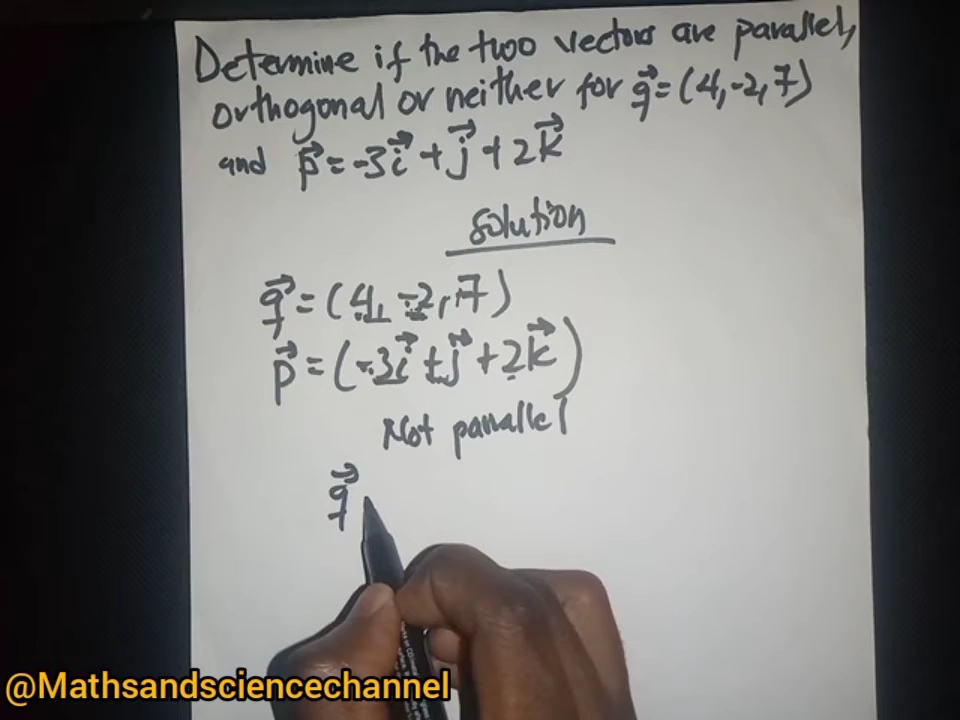 Determine if the two vectors are parallel,
orthogonal or neither for q⃗ = (4, -2, 7)
and p⃗ = -3i⃗ + j⃗ + 2k⃗
Solution
q⃗ = (4, -2, 7)
p⃗ = (-3i⃗ + j⃗ + 2k⃗)
Not parallel
q⃗
@Mathsandsciencechannel